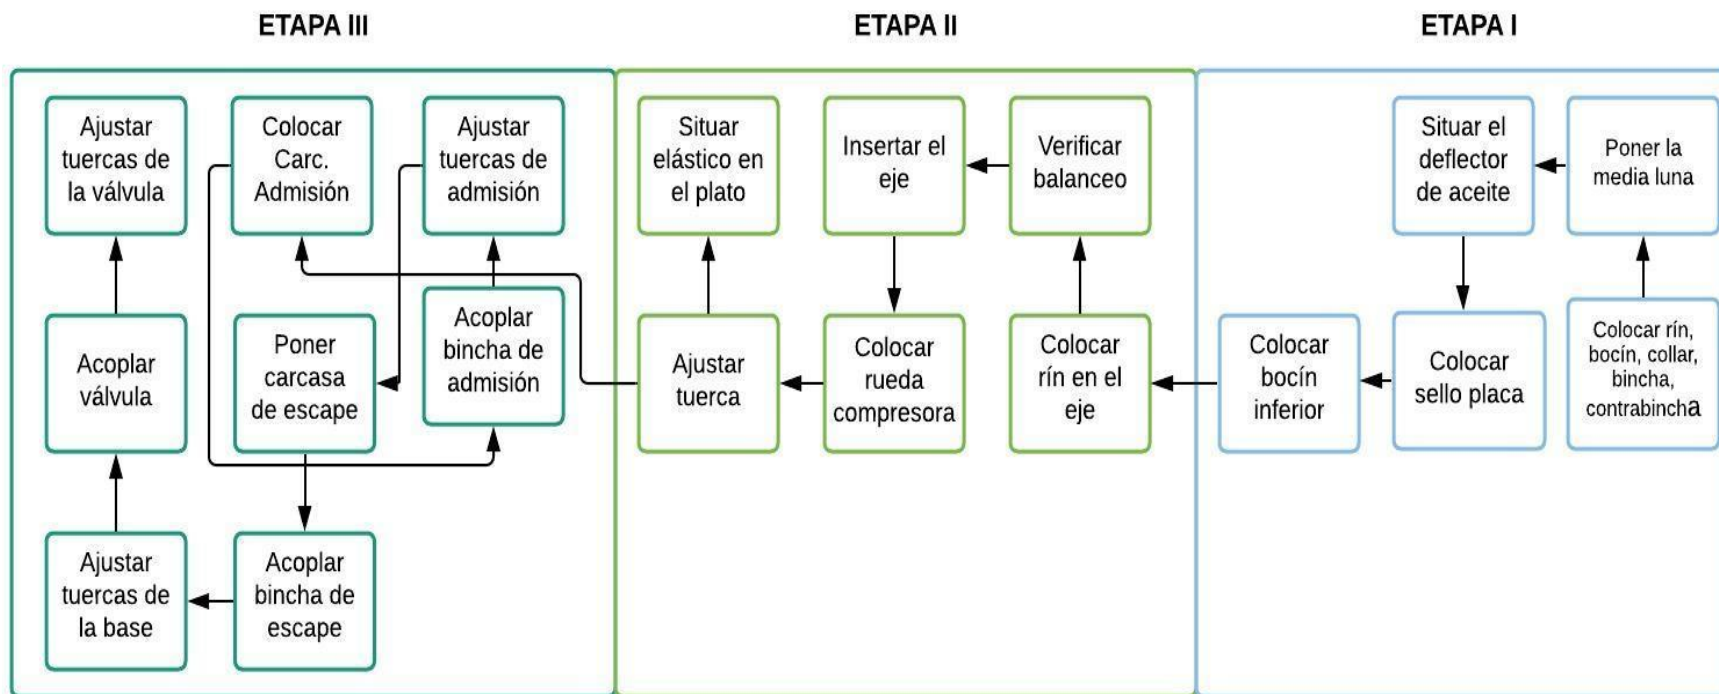 ETAPA III
ETAPA II
ETAPA I
Ajustar
tuercas de
la válvula
Colocar
Carc.
Admisión
Ajustar
tuercas de
admisión
Situar
elástico en
el plato
Insertar el
eje
Verificar
balanceo
Situar el
deflector
de aceite
Poner la
media luna
Acoplar
válvula
Poner
carcasa
de escape
Acoplar
bincha de
admisión
Ajustar
tuerca
Colocar
rueda
compresora
Colocar
rín en el
eje
Colocar
bocín
inferior
Colocar
sello placa
Colocar rín,
bocín, collar,
bincha,
contrabincha
Ajustar
tuercas de
la base
Acoplar
bincha de
escape